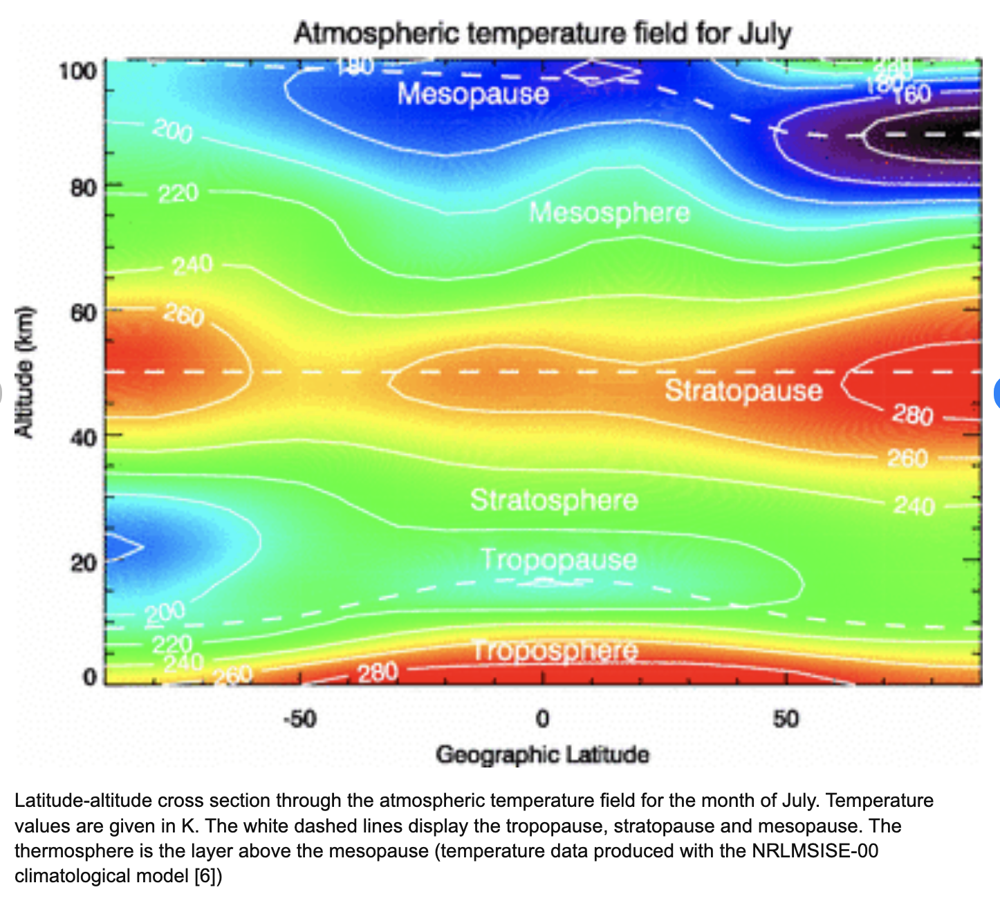 Atmospheric temperature field for July
100
80
60
40
20
0
Altitude (km)
180
Mesopause
180
160
200
220
Mesosphere
240
260
Stratopause
280
260
Stratosphere
240
Tropopause
200
220
240
260
280
Troposphere
-50
0
50
Geographic Latitude
Latitude-altitude cross section through the atmospheric temperature field for the month of July. Temperature
values are given in K. The white dashed lines display the tropopause, stratopause and mesopause. The
thermosphere is the layer above the mesopause (temperature data produced with the NRLMSISE-00
climatological model [6])